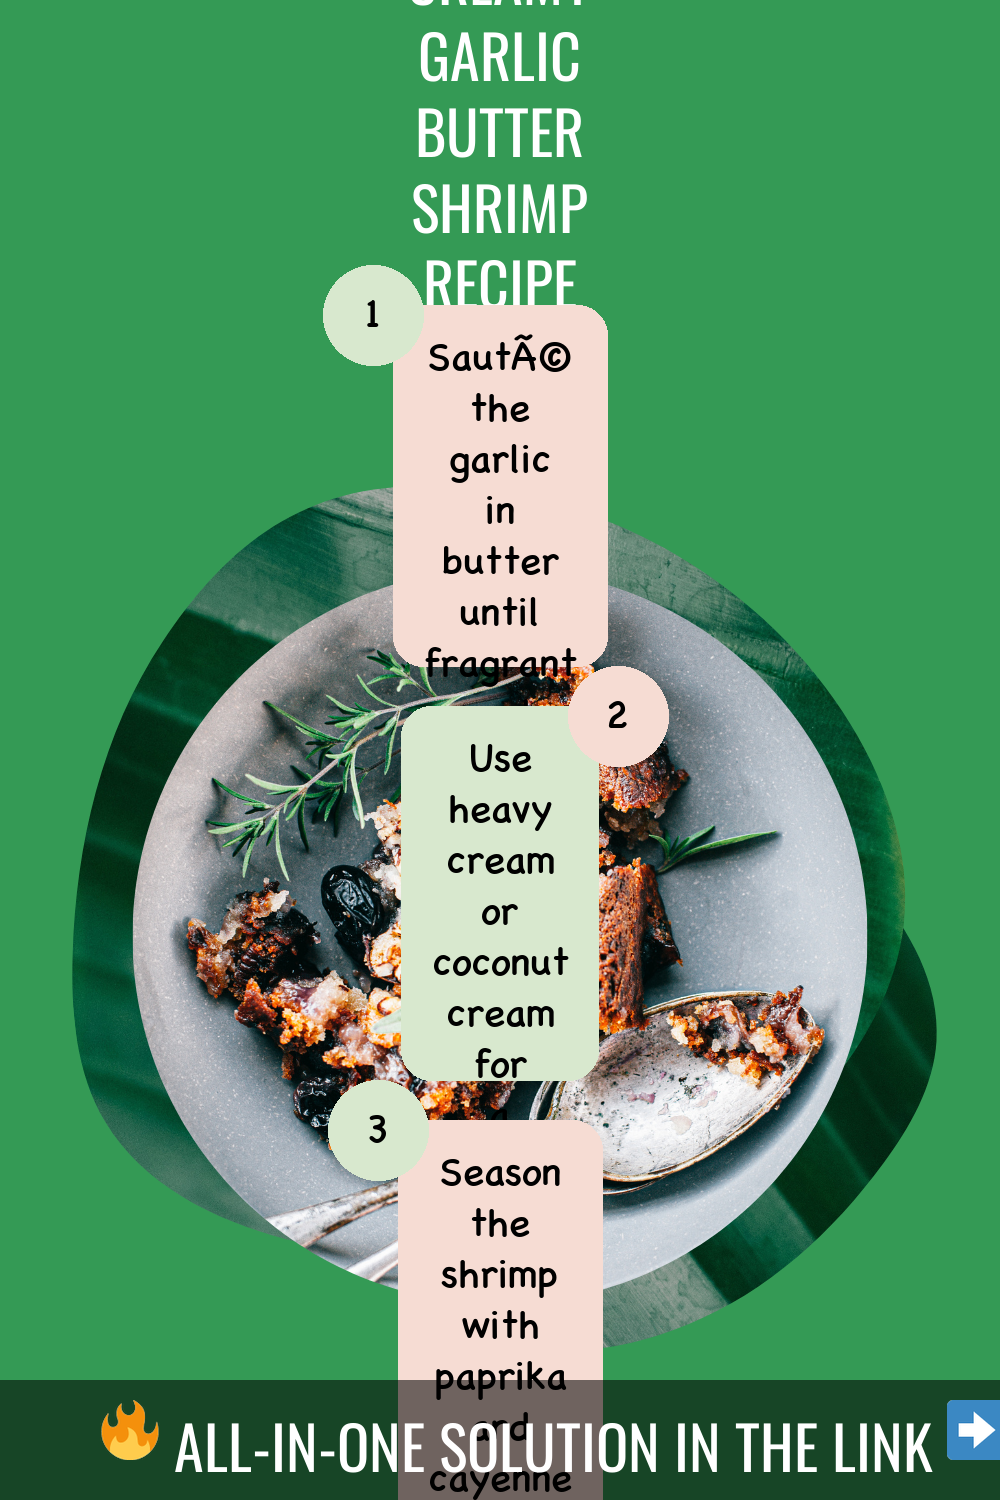 CREAMY
GARLIC
BUTTER
SHRIMP
RECIPE
1
SautÃ©
the
garlic
in
butter
until
fragrant
2
Use
heavy
cream
or
coconut
cream
for
3
Season
the
shrimp
with
paprika
and
cayenne
ALL-IN-ONE SOLUTION IN THE LINK